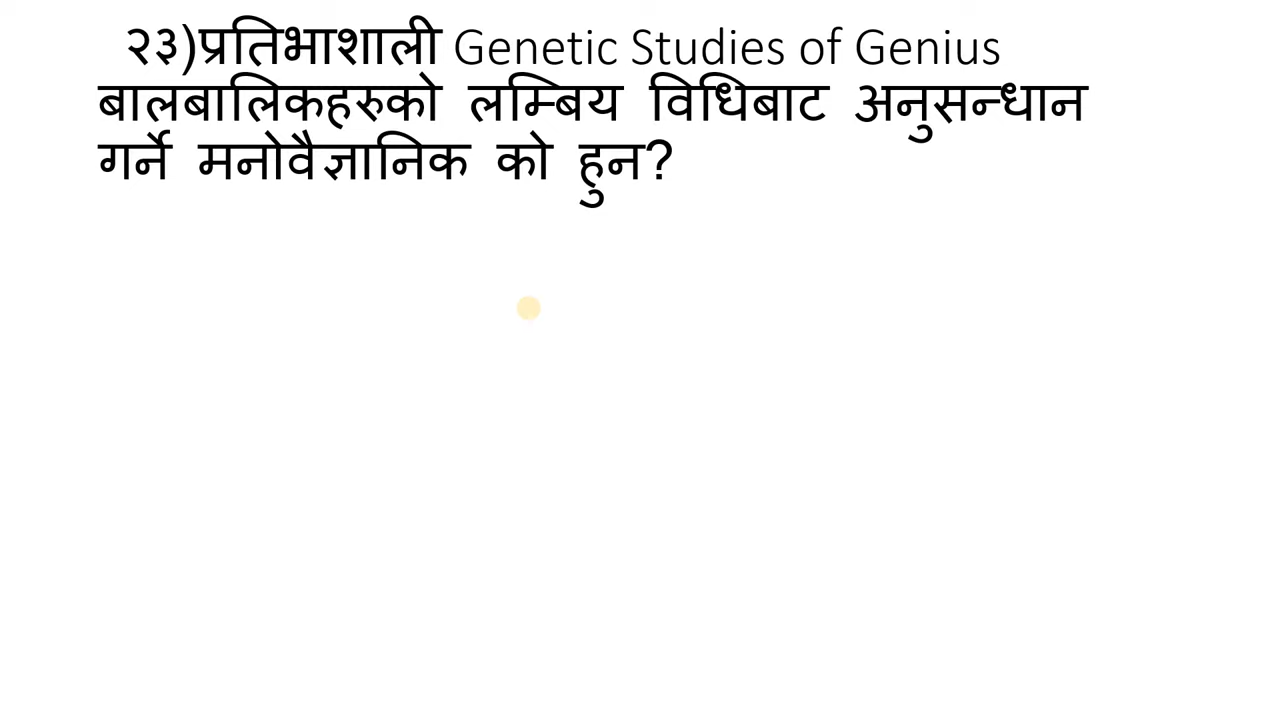 २३)प्रतिभाशाली Genetic Studies of Genius
बालबालिकहरुको लम्बिय विधिबाट अनुसन्धान
गर्ने मनोवैज्ञानिक को हुन?